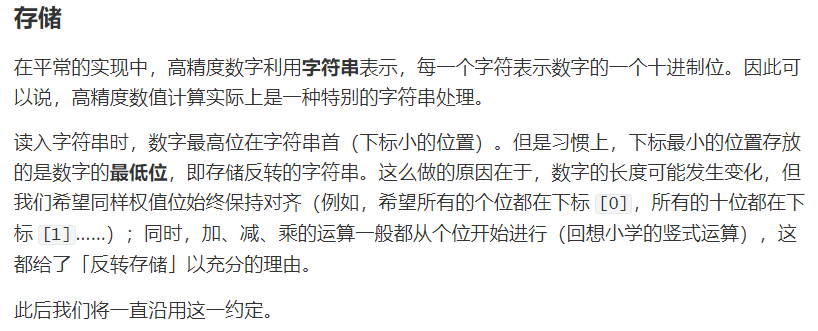 存储
在平常的实现中，高精度数字利用字符串表示，每一个字符表示数字的一个十进制位。因此可
以说，高精度数值计算实际上是一种特别的字符串处理。
读入字符串时，数字最高位在字符串首（下标小的位置）。但是习惯上，下标最小的位置存放
的是数字的最低位，即存储反转的字符串。这么做的原因在于，数字的长度可能发生变化，但
我们希望同样权值位始终保持对齐（例如，希望所有的个位都在下标 [0]，所有的十位都在下
标 [1]……）；同时，加、减、乘的运算一般都从个位开始进行（回想小学的竖式运算），这
都给了「反转存储」以充分的理由。
此后我们将一直沿用这一约定。